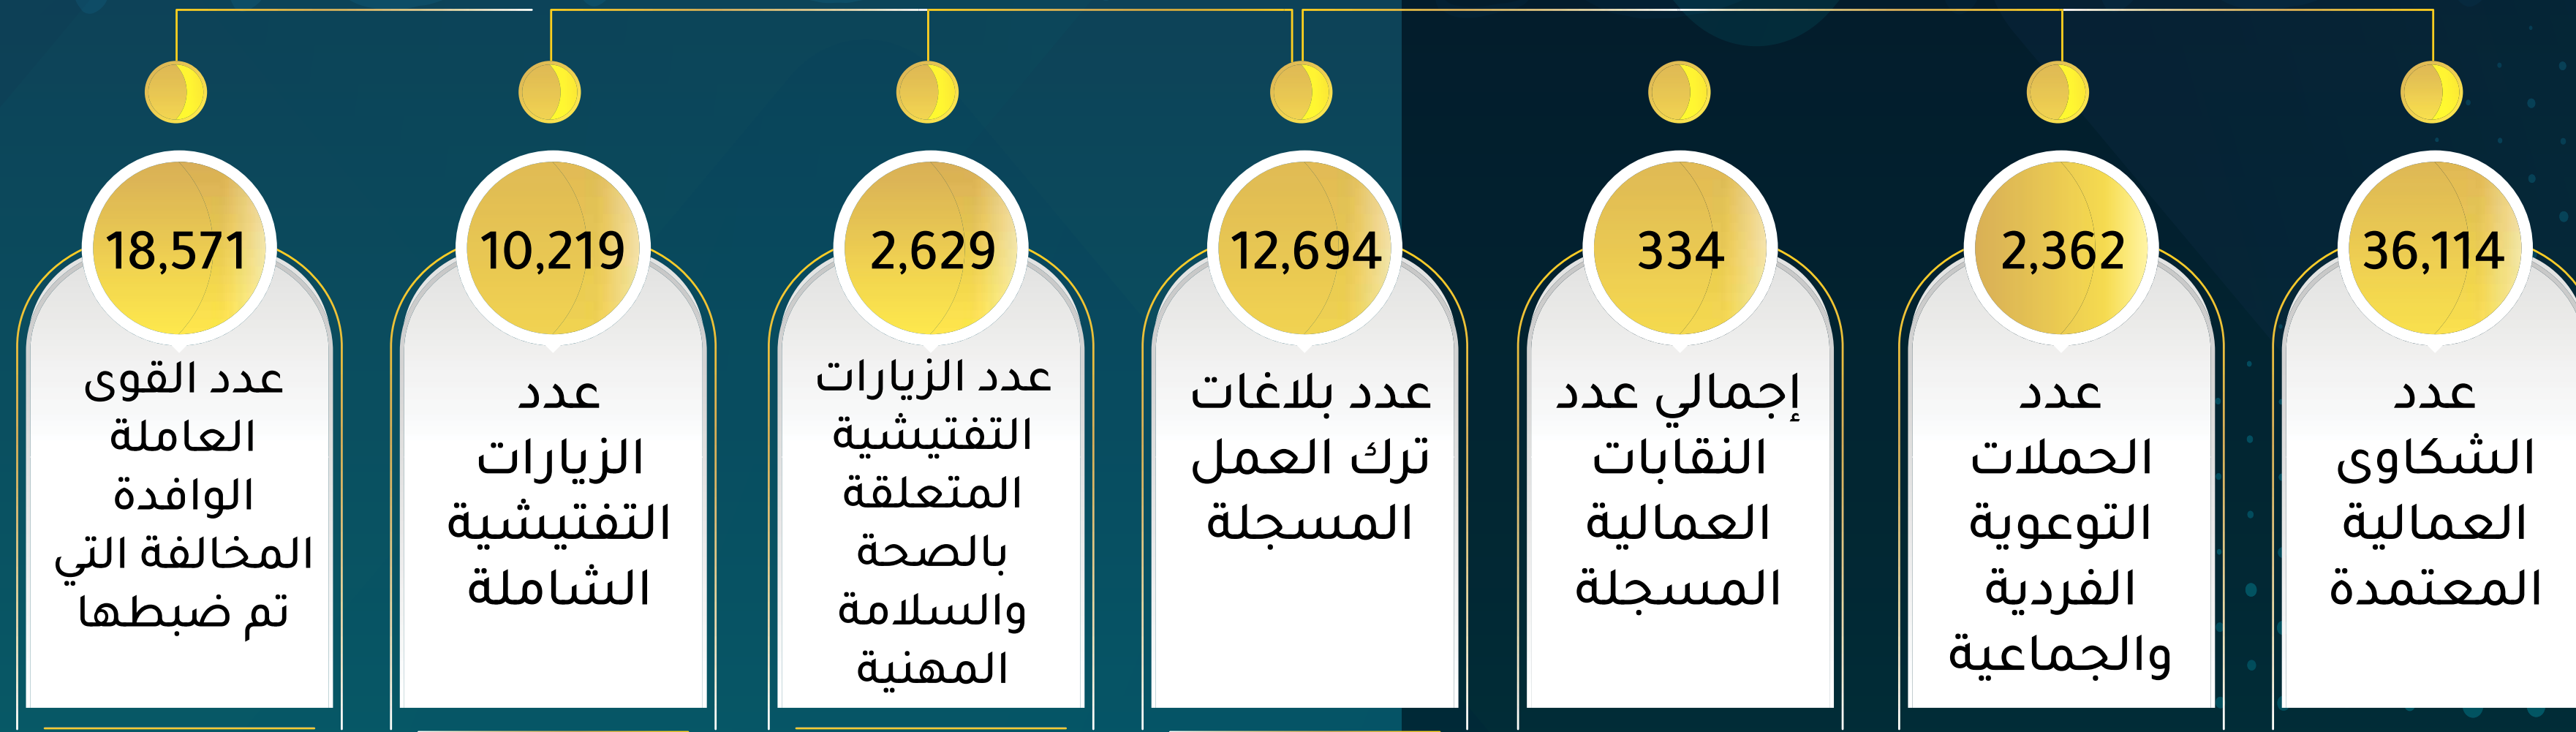 36,114
عدد
الشكاوى
العمالية
المعتمدة
2,362
عدد
الحملات
التوعوية
الفردية
والجماعية
334
إجمالي عدد
النقابات
العمالية
المسجلة
12,694
عدد بلاغات
ترك العمل
المسجلة
2,629
عدد الزيارات
التفتيشية
المتعلقة
بالصحة
والسلامة
المهنية
10,219
عدد
الزيارات
التفتيشية
الشاملة
18,571
عدد القوى
العاملة
الوافدة
المخالفة التي
تم ضبطها